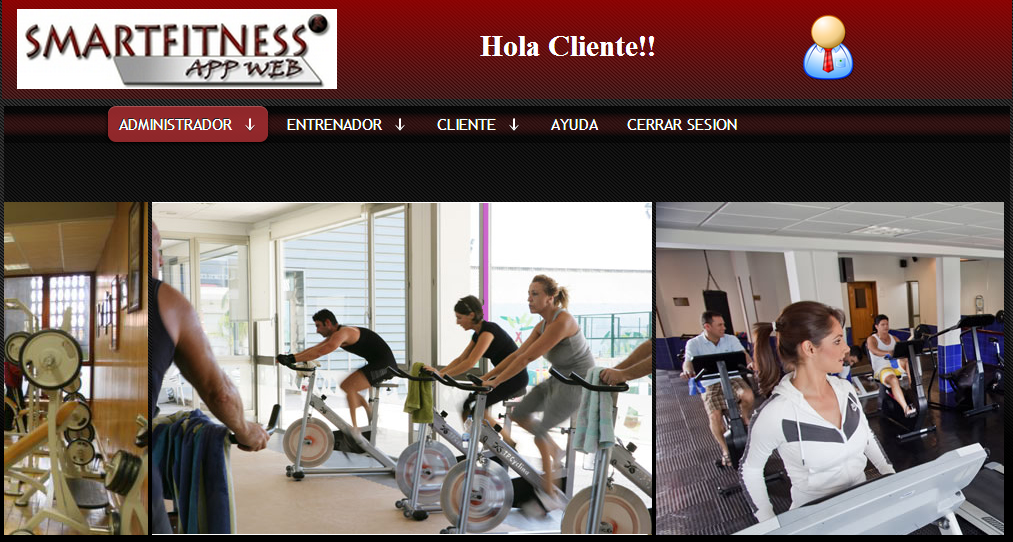 SMARTFITNESS
APP WEB
Hola Cliente!!
ADMINISTRADOR ↓ ENTRENADOR ↓ CLIENTE ↓ AYUDA CERRAR SESION